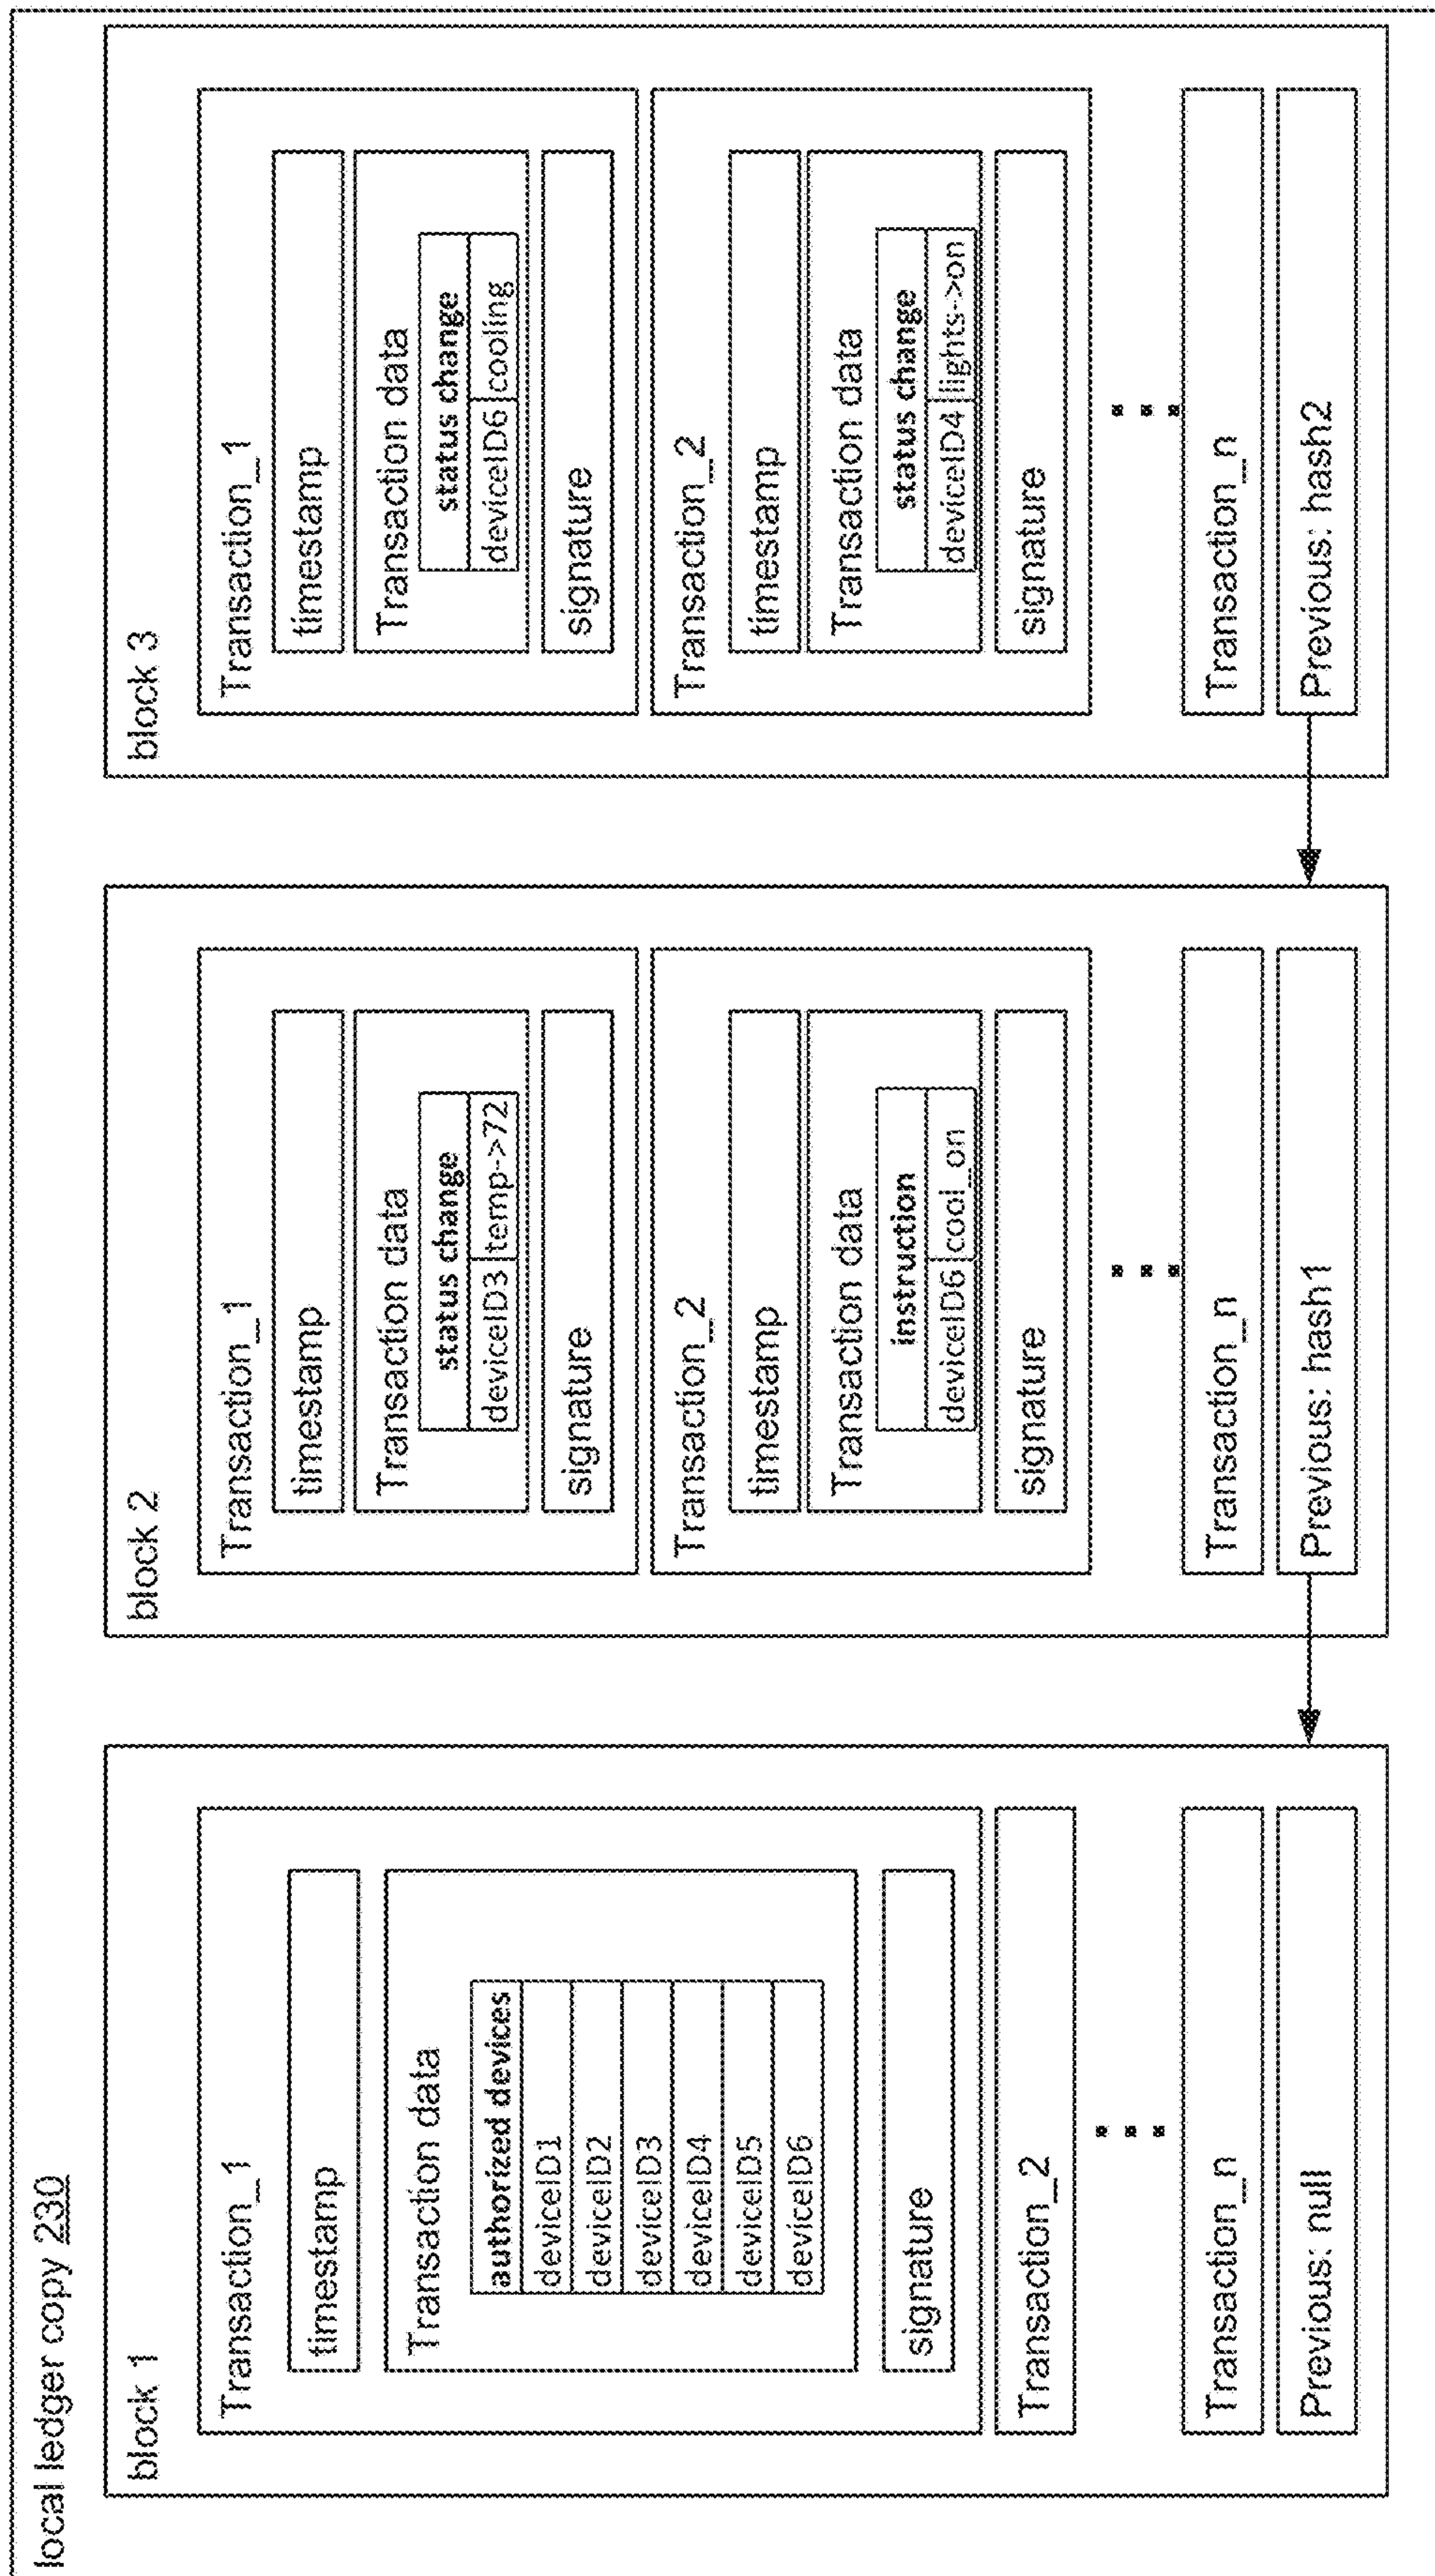 local ledger copy 230
block 1
Transaction_1
timestamp
Transaction data
authorized devices
deviceID1
deviceID2
deviceID3
deviceID4
deviceID5
deviceID6
signature
Transaction_2
...
Transaction_n
Previous: null
block 2
Transaction_1
timestamp
Transaction data
status change
deviceID3 temp->72
signature
Transaction_2
timestamp
Transaction data
instruction
deviceID6 cool_on
signature
...
Transaction_n
Previous: hash1
block 3
Transaction_1
timestamp
Transaction data
status change
deviceID6 cooling
signature
Transaction_2
timestamp
Transaction data
status change
deviceID4 lights->on
signature
...
Transaction_n
Previous: hash2